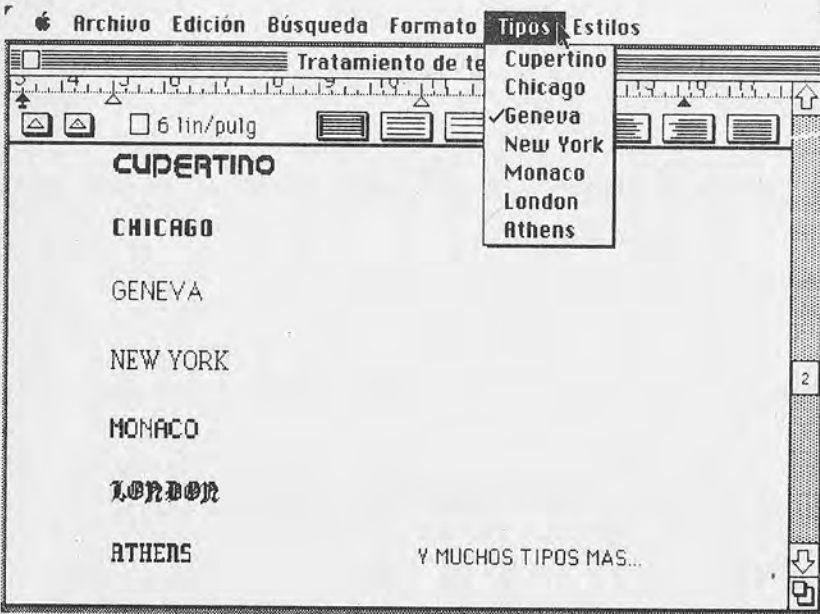 Archivo Edición Búsqueda Formato Tipos Estilos
Tratamiento de te
Cupertino
Chicago
✓Geneva
New York
Monaco
London
Athens
6 lin/pulg
CUPERTINO
CHICAGO
GENEVA
NEW YORK
2
MONACO
LONDON
ATHENS
Y MUCHOS TIPOS MAS...